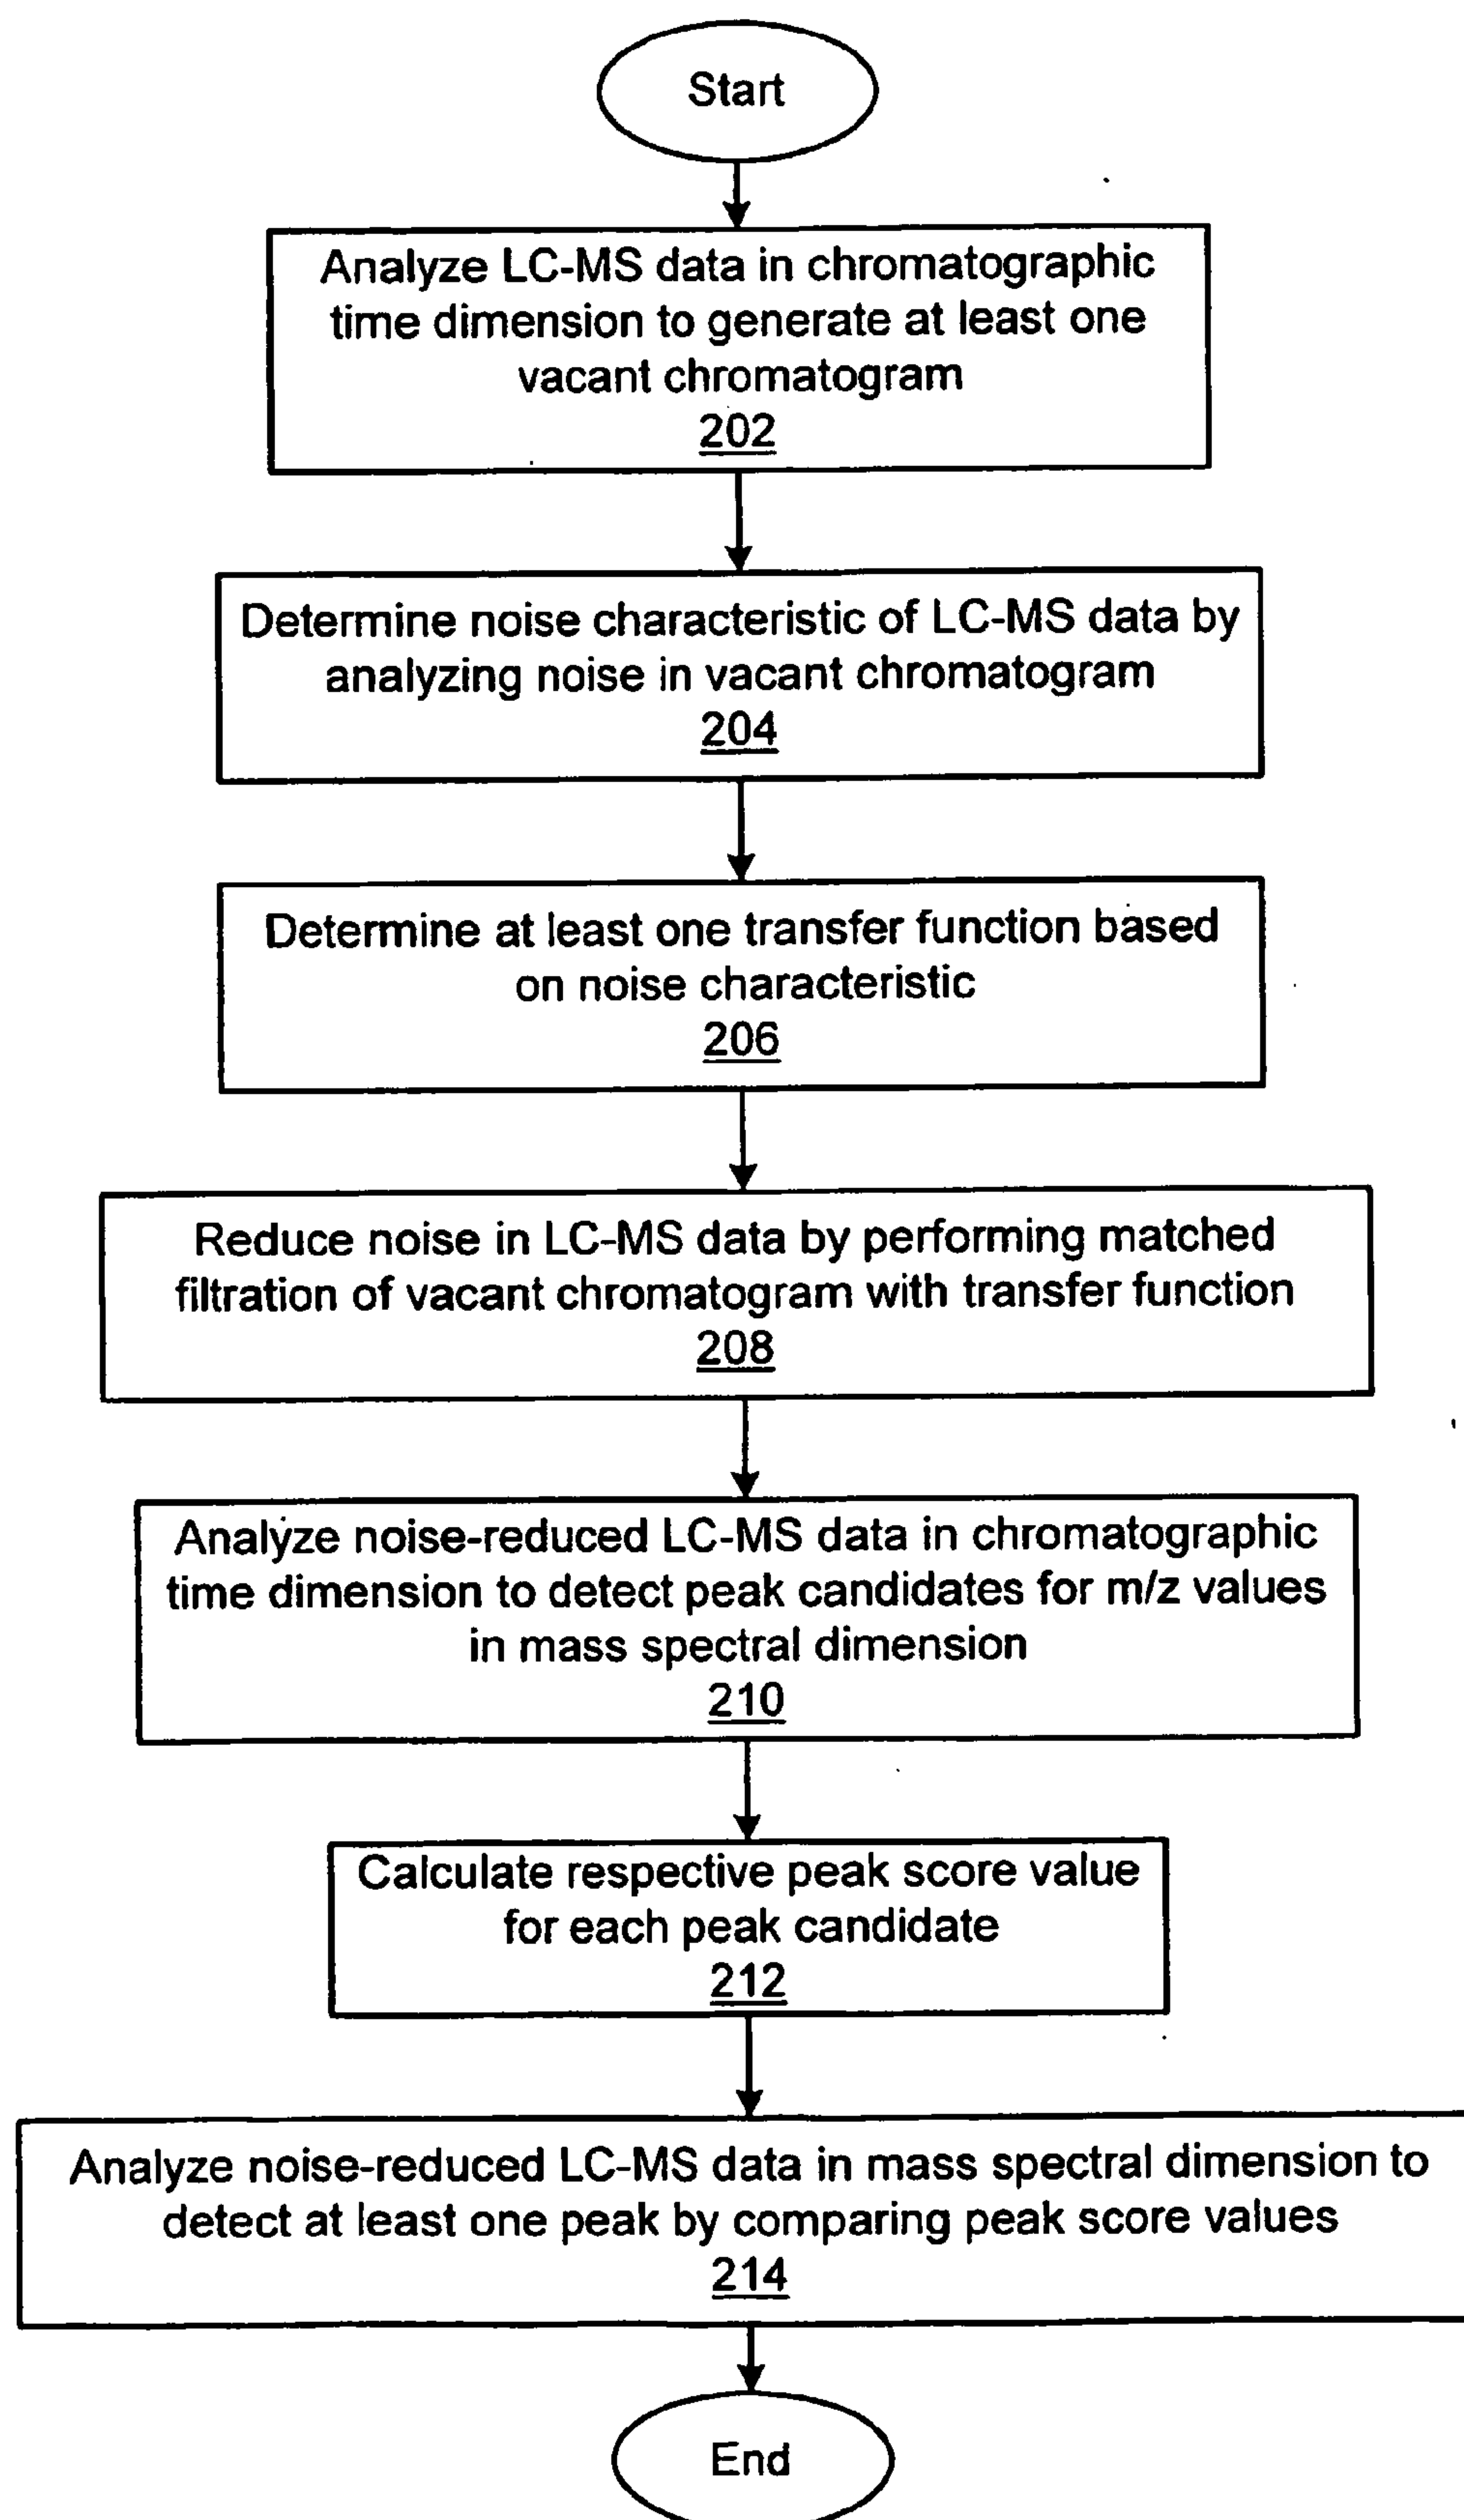 Start
Analyze LC-MS data in chromatographic
time dimension to generate at least one
vacant chromatogram
202
Determine noise characteristic of LC-MS data by
analyzing noise in vacant chromatogram
204
Determine at least one transfer function based
on noise characteristic
206
Reduce noise in LC-MS data by performing matched
filtration of vacant chromatogram with transfer function
208
Analyze noise-reduced LC-MS data in chromatographic
time dimension to detect peak candidates for m/z values
in mass spectral dimension
210
Calculate respective peak score value
for each peak candidate
212
Analyze noise-reduced LC-MS data in mass spectral dimension to
detect at least one peak by comparing peak score values
214
End